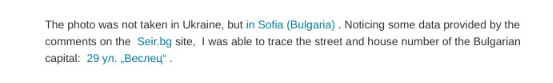 The photo was not taken in Ukraine, but in Sofia (Bulgaria) . Noticing some data provided by the
comments on the Seir.bg site, I was able to trace the street and house number of the Bulgarian
capital: 29 ул. „Веслец“ .